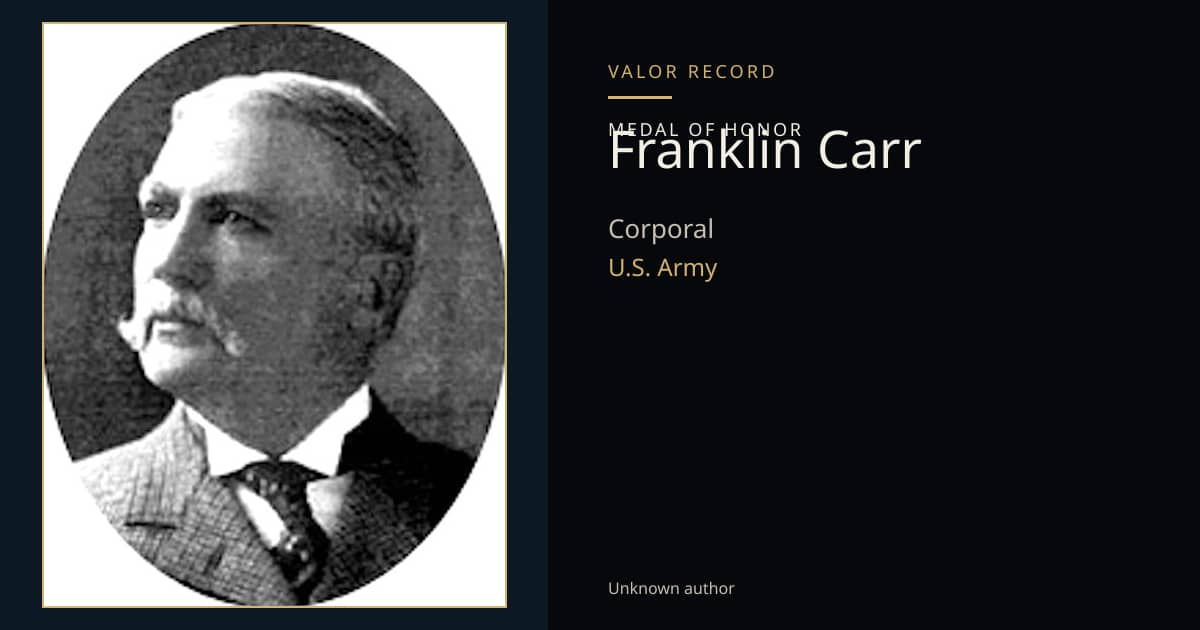 VALOR RECORD
MEDAL OF HONOR
Franklin Carr
Corporal
U.S. Army
Unknown author